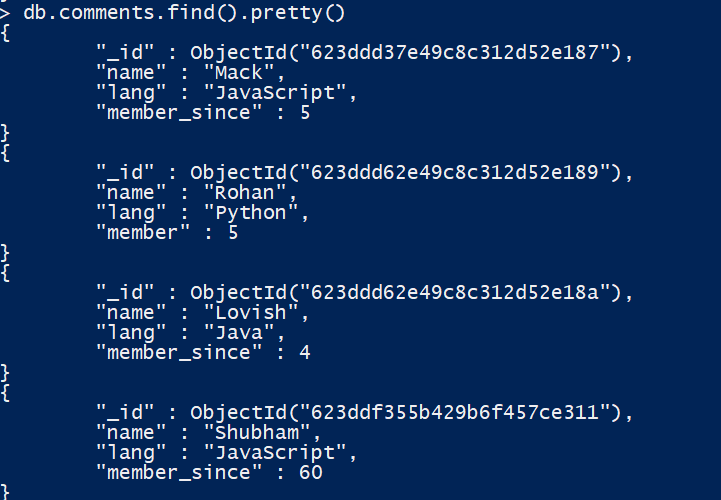 > db.comments.find().pretty()
{
"_id" : ObjectId("623ddd37e49c8c312d52e187"),
"name" : "Mack",
"lang" : "JavaScript",
"member_since" : 5
}
{
"_id" : ObjectId("623ddd62e49c8c312d52e189"),
"name" : "Rohan",
"lang" : "Python",
"member" : 5
}
{
"_id" : ObjectId("623ddd62e49c8c312d52e18a"),
"name" : "Lovish",
"lang" : "Java",
"member_since" : 4
}
{
"_id" : ObjectId("623ddf355b429b6f457ce311"),
"name" : "Shubham",
"lang" : "JavaScript",
"member_since" : 60
}